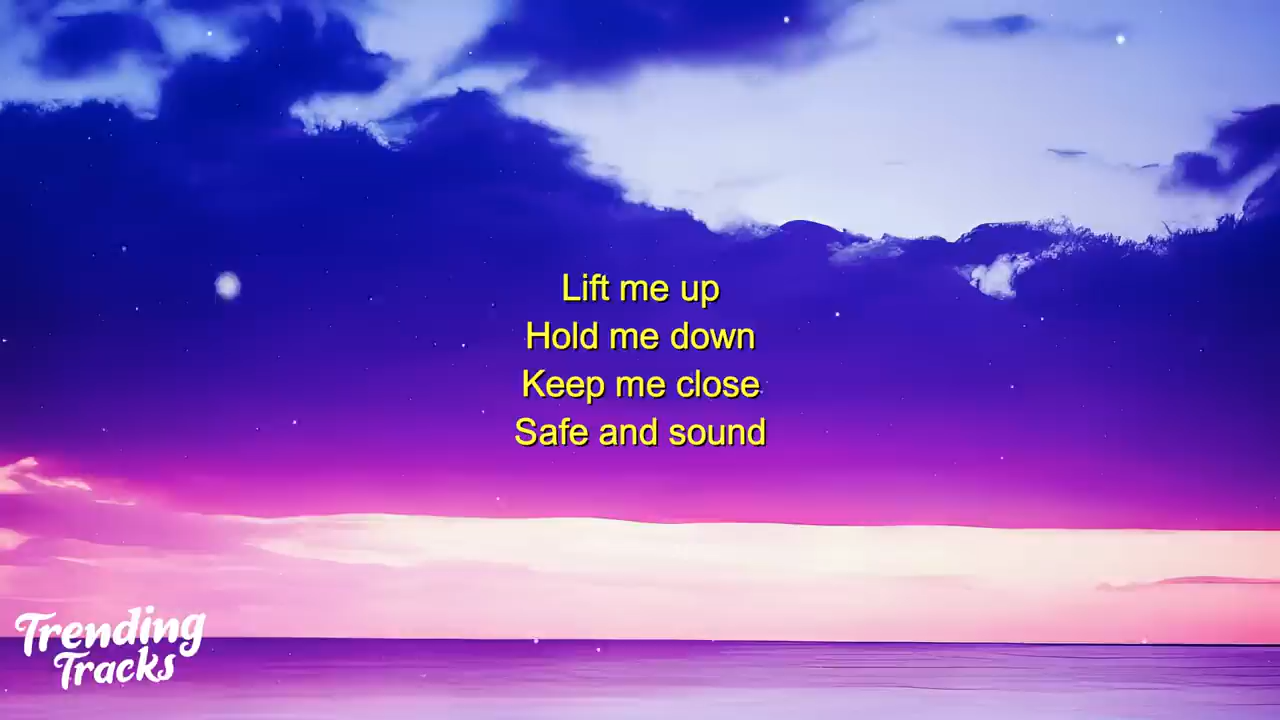 Lift me up
Hold me down
Keep me close
Safe and sound
Trending
Tracks